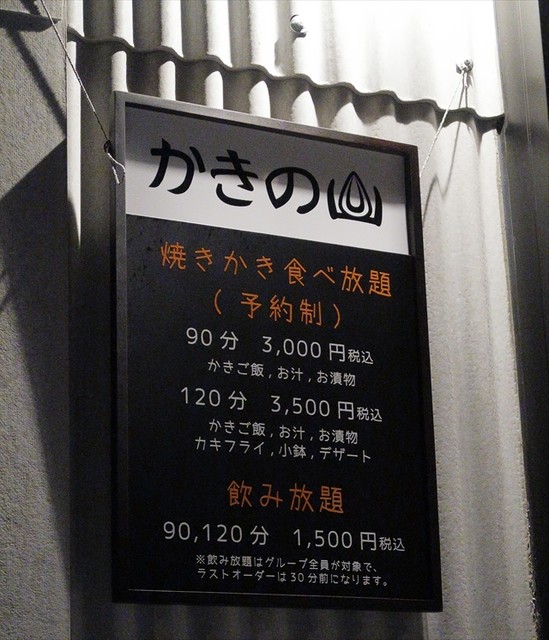 かきの山
焼きかき食べ放題
(予約制)
90分 3,000円税込
かきご飯,お汁,お漬物
120分 3,500円税込
かきご飯,お汁,お漬物
カキフライ,小鉢,デザート
飲み放題
90,120分 1,500円税込
※飲み放題はグループ全員が対象で、
ラストオーダーは30分前になります。